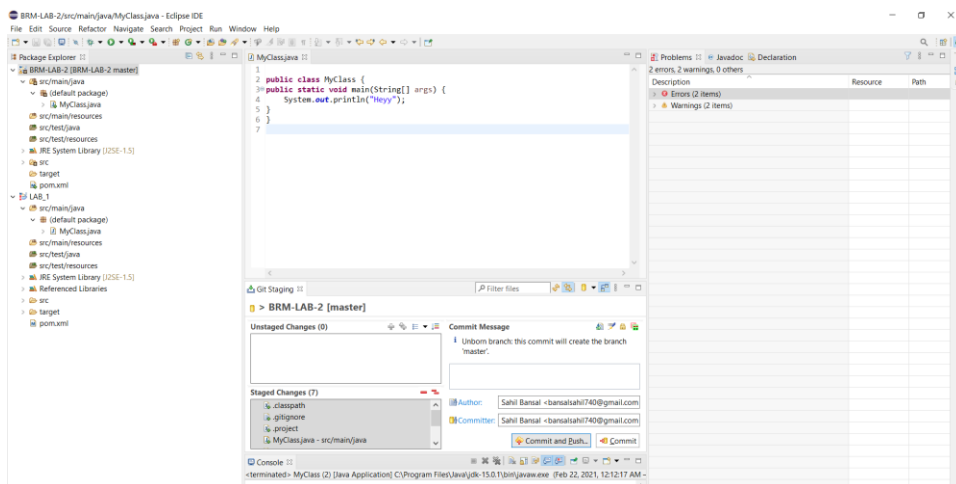 BRM-LAB-2/src/main/java/MyClass.java - Eclipse IDE
File Edit Source Refactor Navigate Search Project Run Window Help
Package Explorer
BRM-LAB-2 [BRM-LAB-2 master]
src/main/java
(default package)
MyClass.java
src/main/resources
src/test/java
src/test/resources
JRE System Library [J2SE-1.5]
src
target
pom.xml
LAB_1
src/main/java
(default package)
MyClass.java
src/main/resources
src/test/java
src/test/resources
JRE System Library [J2SE-1.5]
Referenced Libraries
src
target
pom.xml
MyClass.java
1
2 public class MyClass {
3 public static void main(String[] args) {
4 System.out.println("Heyy");
5 }
6 }
7
Git Staging
Filter files
> BRM-LAB-2 [master]
Unstaged Changes (0)
Staged Changes (7)
.classpath
.gitignore
.project
MyClass.java - src/main/java
Commit Message
Unborn branch: this commit will create the branch
'master'.
Author: Sahil Bansal <bansalsahil740@gmail.com
Committer: Sahil Bansal <bansalsahil740@gmail.com
Commit and Push... Commit
Console
<terminated> MyClass (2) [Java Application] C:\Program Files\Java\jdk-15.0.1\bin\javaw.exe (Feb 22, 2021, 12:12:17 AM –
Problems Javadoc Declaration
2 errors, 2 warnings, 0 others
Description Resource Path
Errors (2 items)
Warnings (2 items)